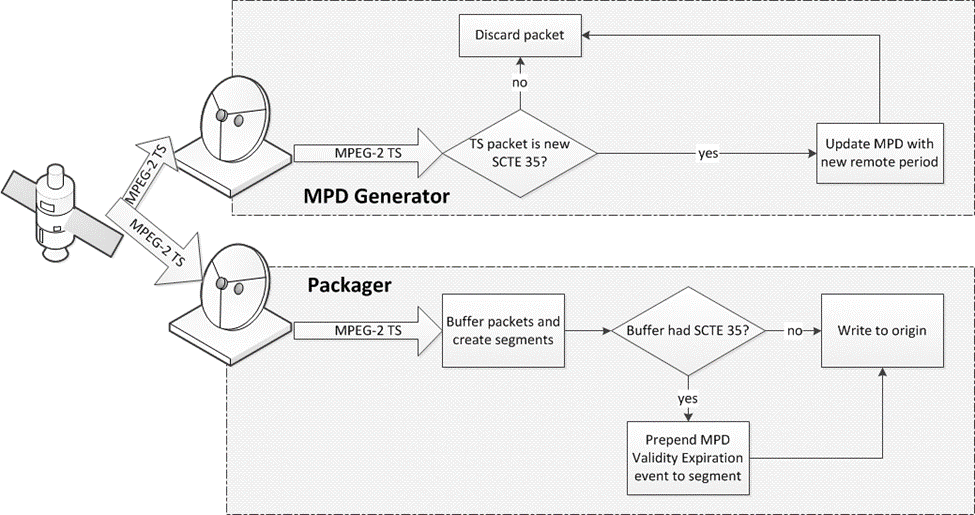 Discard packet
no
MPEG-2 TS
MPEG-2 TS
TS packet is new
SCTE 35?
yes
Update MPD with
new remote period
MPD Generator
MPEG-2 TS
Packager
MPEG-2 TS
Buffer packets and
create segments
Buffer had SCTE 35?
no
Write to origin
yes
Prepend MPD
Validity Expiration
event to segment